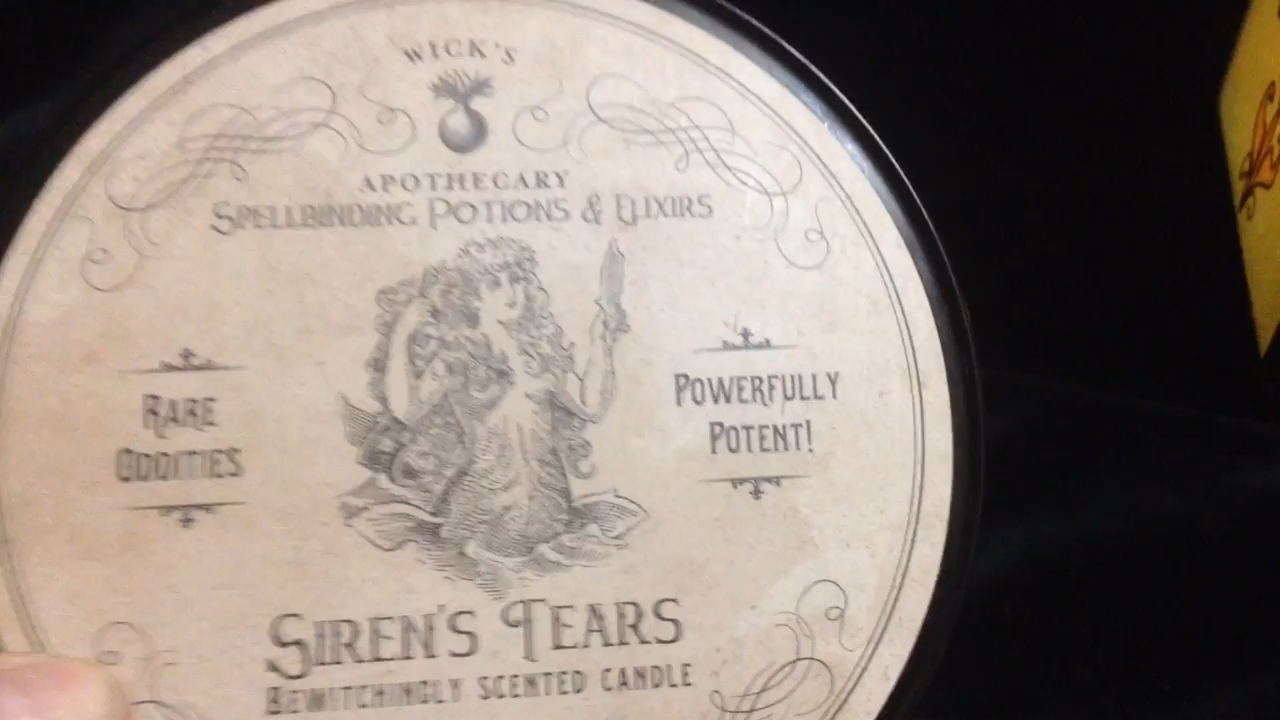 WICK'S
APOTHECARY
SPELLBINDING POTIONS & ELIXIRS
RARE
ODDITIES
POWERFULLY
POTENT!
SIREN'S TEARS
BEWITCHINGLY SCENTED CANDLE